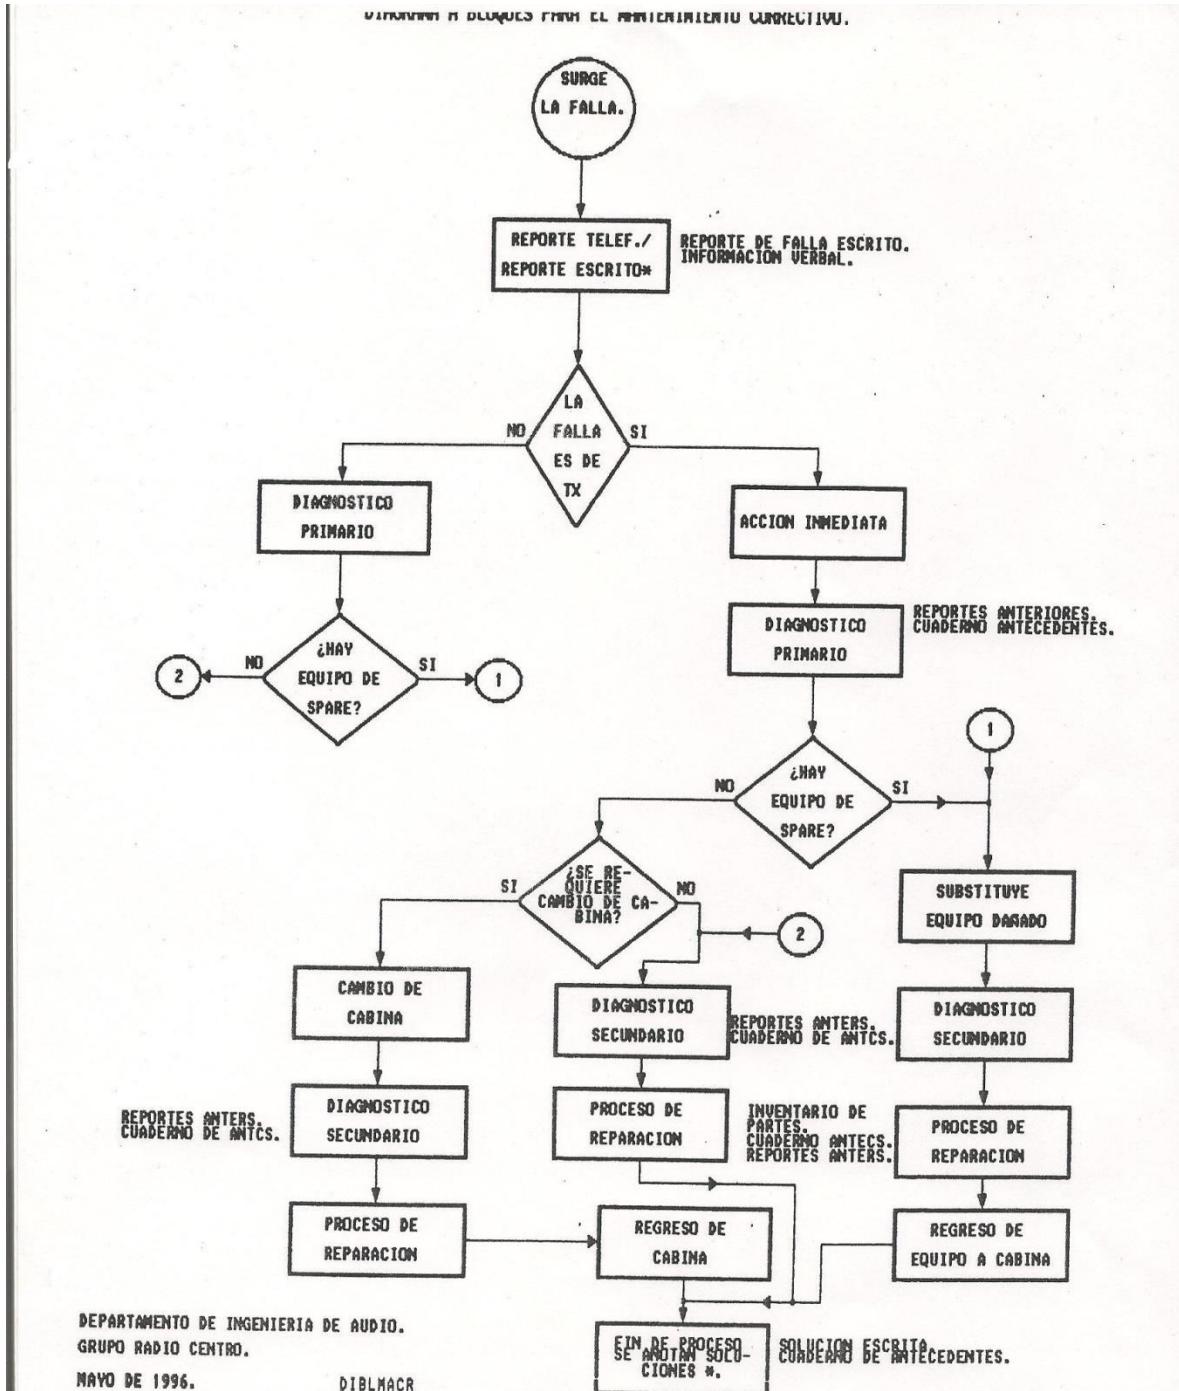 DIAGRAMA A BLOQUES PARA EL MANTENIMIENTO CORRECTIVO.
SURGE
LA FALLA.
REPORTE TELEF./
REPORTE ESCRITO*
REPORTE DE FALLA ESCRITO.
INFORMACION VERBAL.
LA
FALLA
ES DE
TX
NO
SI
DIAGNOSTICO
PRIMARIO
ACCION INMEDIATA
DIAGNOSTICO
PRIMARIO
REPORTES ANTERIORES.
CUADERNO ANTECEDENTES.
¿HAY
EQUIPO DE
SPARE?
NO
SI
2
1
1
¿HAY
EQUIPO DE
SPARE?
NO
SI
¿SE RE-
QUIERE
CAMBIO DE CA-
BINA?
SI
NO
2
SUBSTITUYE
EQUIPO DAÑADO
CAMBIO DE
CABINA
DIAGNOSTICO
SECUNDARIO
REPORTES ANTERS.
CUADERNO DE ANTCS.
DIAGNOSTICO
SECUNDARIO
REPORTES ANTERS.
CUADERNO DE ANTCS.
DIAGNOSTICO
SECUNDARIO
PROCESO DE
REPARACION
INVENTARIO DE
PARTES.
CUADERNO ANTECS.
REPORTES ANTERS.
PROCESO DE
REPARACION
PROCESO DE
REPARACION
REGRESO DE
CABINA
REGRESO DE
EQUIPO A CABINA
FIN DE PROCESO
SE ANOTAN SOLU-
CIONES *.
SOLUCION ESCRITA.
CUADERNO DE ANTECEDENTES.
DEPARTAMENTO DE INGENIERIA DE AUDIO.
GRUPO RADIO CENTRO.
MAYO DE 1996.
DIBLMACR